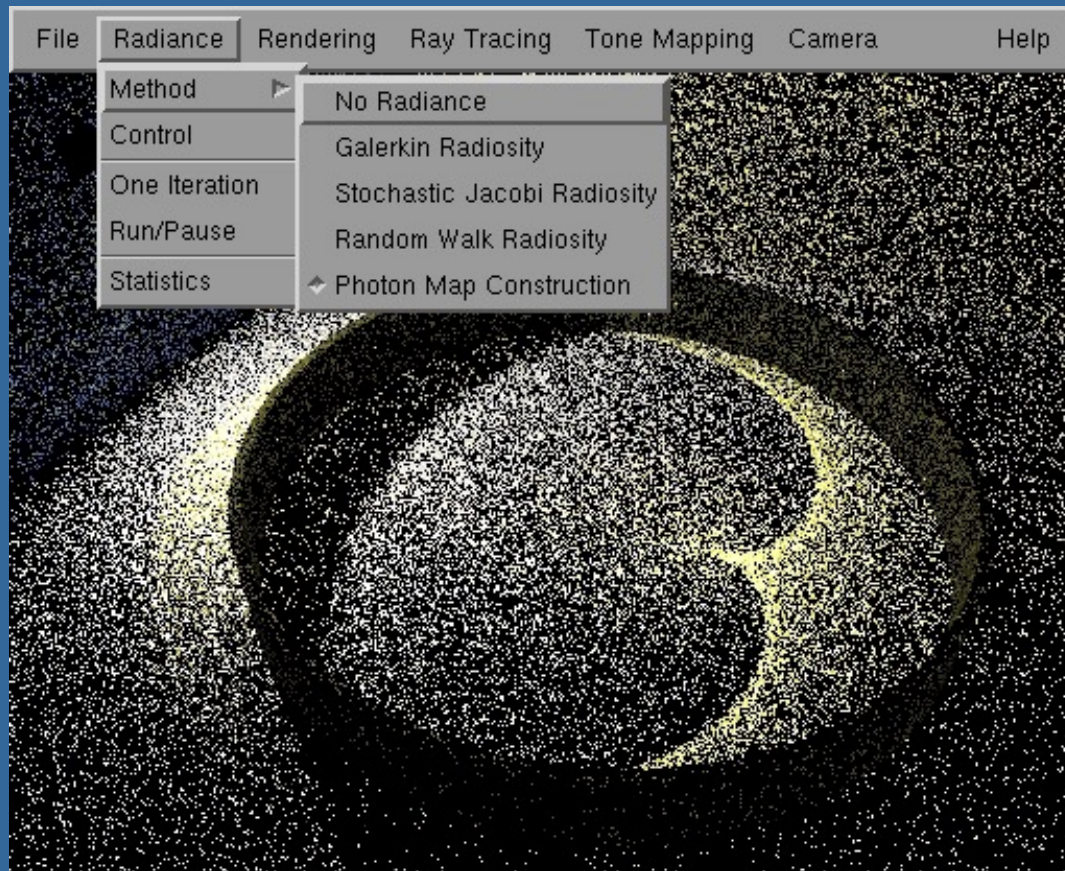 File Radiance Rendering Ray Tracing Tone Mapping Camera Help
Method
Control
One Iteration
Run/Pause
Statistics
No Radiance
Galerkin Radiosity
Stochastic Jacobi Radiosity
Random Walk Radiosity
Photon Map Construction